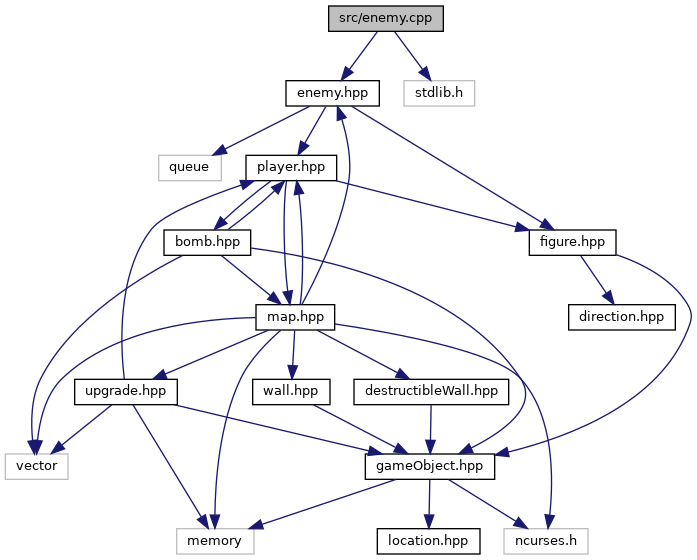 src/enemy.cpp
enemy.hpp
stdlib.h
queue
player.hpp
bomb.hpp
figure.hpp
map.hpp
direction.hpp
upgrade.hpp
wall.hpp
destructibleWall.hpp
vector
gameObject.hpp
memory
location.hpp
ncurses.h